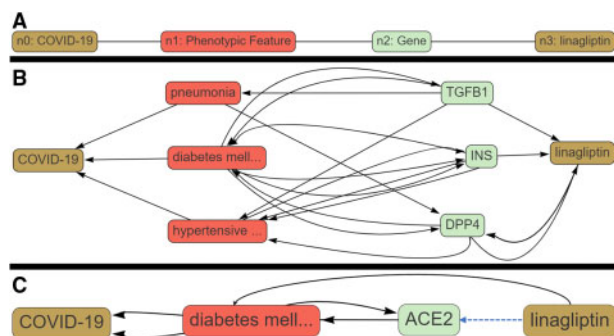 A
n0: COVID-19
n1: Phenotypic Feature
n2: Gene
n3: linagliptin
B
pneumonia
TGFB1
COVID-19
diabetes mell...
INS
linagliptin
hypertensive ...
DPP4
C
COVID-19
diabetes mell...
ACE2
linagliptin